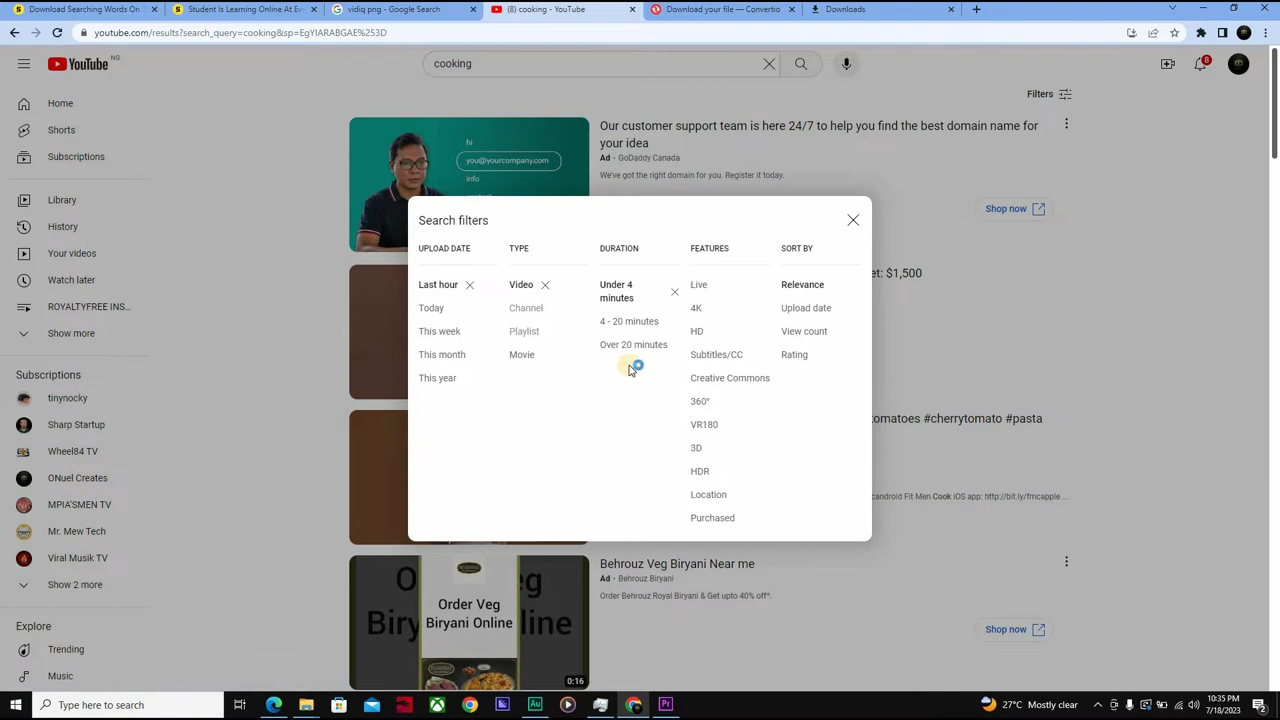 Download Searching Words On
Student Is Learning Online At Ev
vidiq png - Google Search
(8) cooking - YouTube
Download your file — Convertio
Downloads
youtube.com/results?search_query=cooking&sp=EgYIARABGAE%253D
YouTube NG
cooking
8
Filters
Home
Shorts
Subscriptions
Library
History
Your videos
Watch later
ROYALTYFREE INS...
Show more
Subscriptions
tinynocky
Sharp Startup
Wheel84 TV
ONuel Creates
MPIA'SMEN TV
Mr. Mew Tech
Viral Musik TV
Show 2 more
Explore
Trending
Music
hi
you@yourcompany.com
info
Our customer support team is here 24/7 to help you find the best domain name for
your idea
Ad · GoDaddy Canada
We've got the right domain for you. Register it today.
Shop now
Search filters
UPLOAD DATE
Last hour
Today
This week
This month
This year
TYPE
Video
Channel
Playlist
Movie
DURATION
Under 4
minutes
4 - 20 minutes
Over 20 minutes
FEATURES
Live
4K
HD
Subtitles/CC
Creative Commons
360°
VR180
3D
HDR
Location
Purchased
SORT BY
Relevance
Upload date
View count
Rating
et: $1,500
omatoes #cherrytomato #pasta
candroid Fit Men Cook iOS app: http://bit.ly/fmcapple ...
Order Veg
Biryani Online
0:16
Behrouz Veg Biryani Near me
Ad · Behrouz Biryani
Order Behrouz Royal Biryani & Get upto 40% off*.
Shop now
Type here to search
27°C Mostly clear
10:35 PM
7/18/2023
2